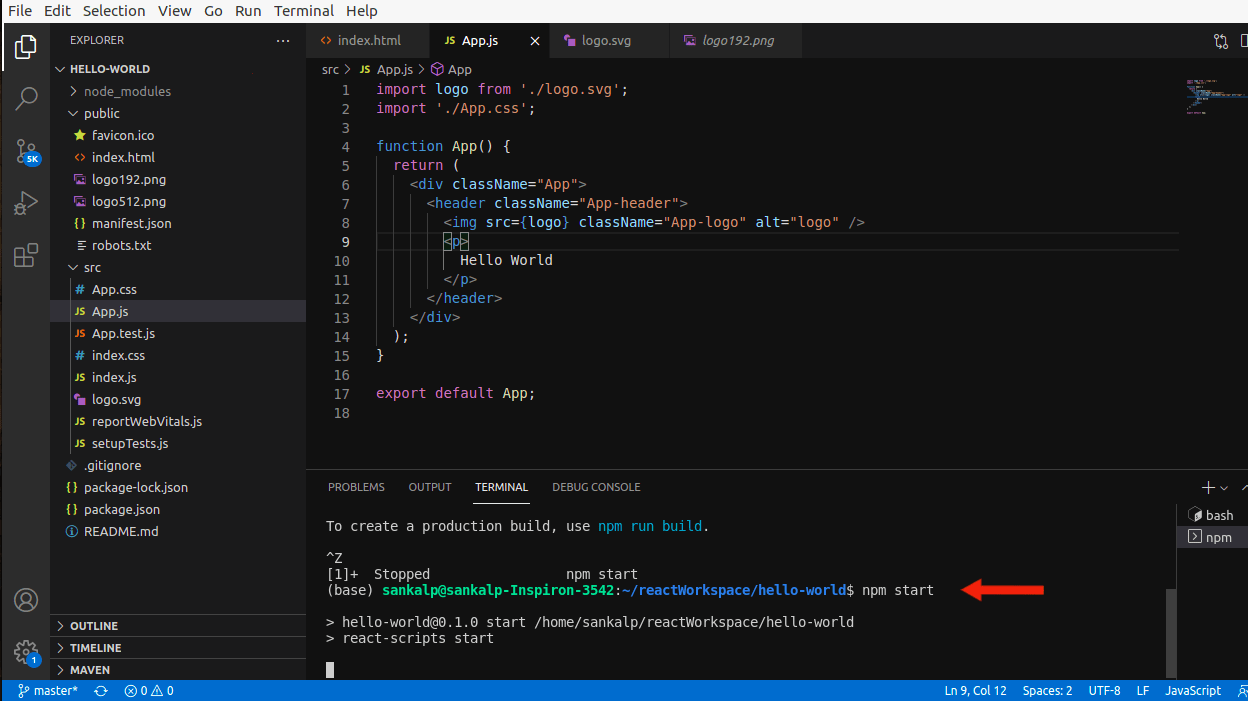 File Edit Selection View Go Run Terminal Help
EXPLORER ...
HELLO-WORLD
node_modules
public
favicon.ico
index.html
logo192.png
logo512.png
manifest.json
robots.txt
src
App.css
App.js
App.test.js
index.css
index.js
logo.svg
reportWebVitals.js
setupTests.js
.gitignore
package-lock.json
package.json
README.md
OUTLINE
TIMELINE
MAVEN
SK
1
<> index.html JS App.js × logo.svg logo192.png
src > JS App.js > App
1 import logo from './logo.svg';
2 import './App.css';
3
4 function App() {
5 return (
6 <div className="App">
7 <header className="App-header">
8 <img src={logo} className="App-logo" alt="logo" />
9 <p>
10 Hello World
11 </p>
12 </header>
13 </div>
14 );
15 }
16
17 export default App;
18
PROBLEMS OUTPUT TERMINAL DEBUG CONSOLE
To create a production build, use npm run build.
^Z
[1]+ Stopped npm start
(base) sankalp@sankalp-Inspiron-3542:~/reactWorkspace/hello-world$ npm start
> hello-world@0.1.0 start /home/sankalp/reactWorkspace/hello-world
> react-scripts start
bash
npm
master* 0 0 Ln 9, Col 12 Spaces: 2 UTF-8 LF JavaScript